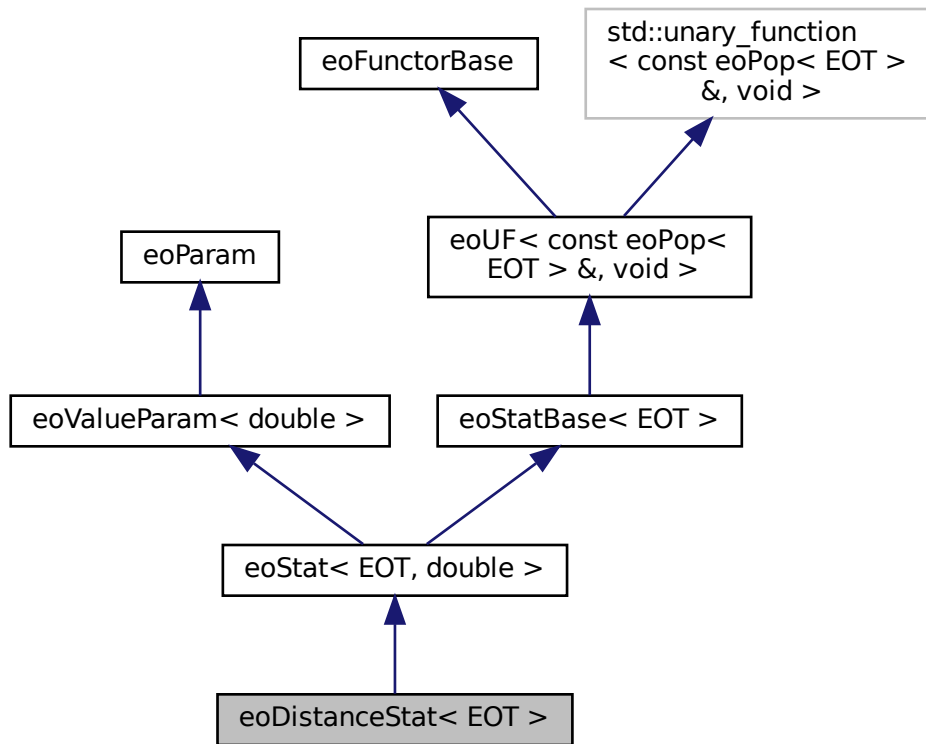 std::unary_function
< const eoPop< EOT >
&, void >
eoFunctorBase
eoUF< const eoPop<
EOT > &, void >
eoParam
eoValueParam< double >
eoStatBase< EOT >
eoStat< EOT, double >
eoDistanceStat< EOT >